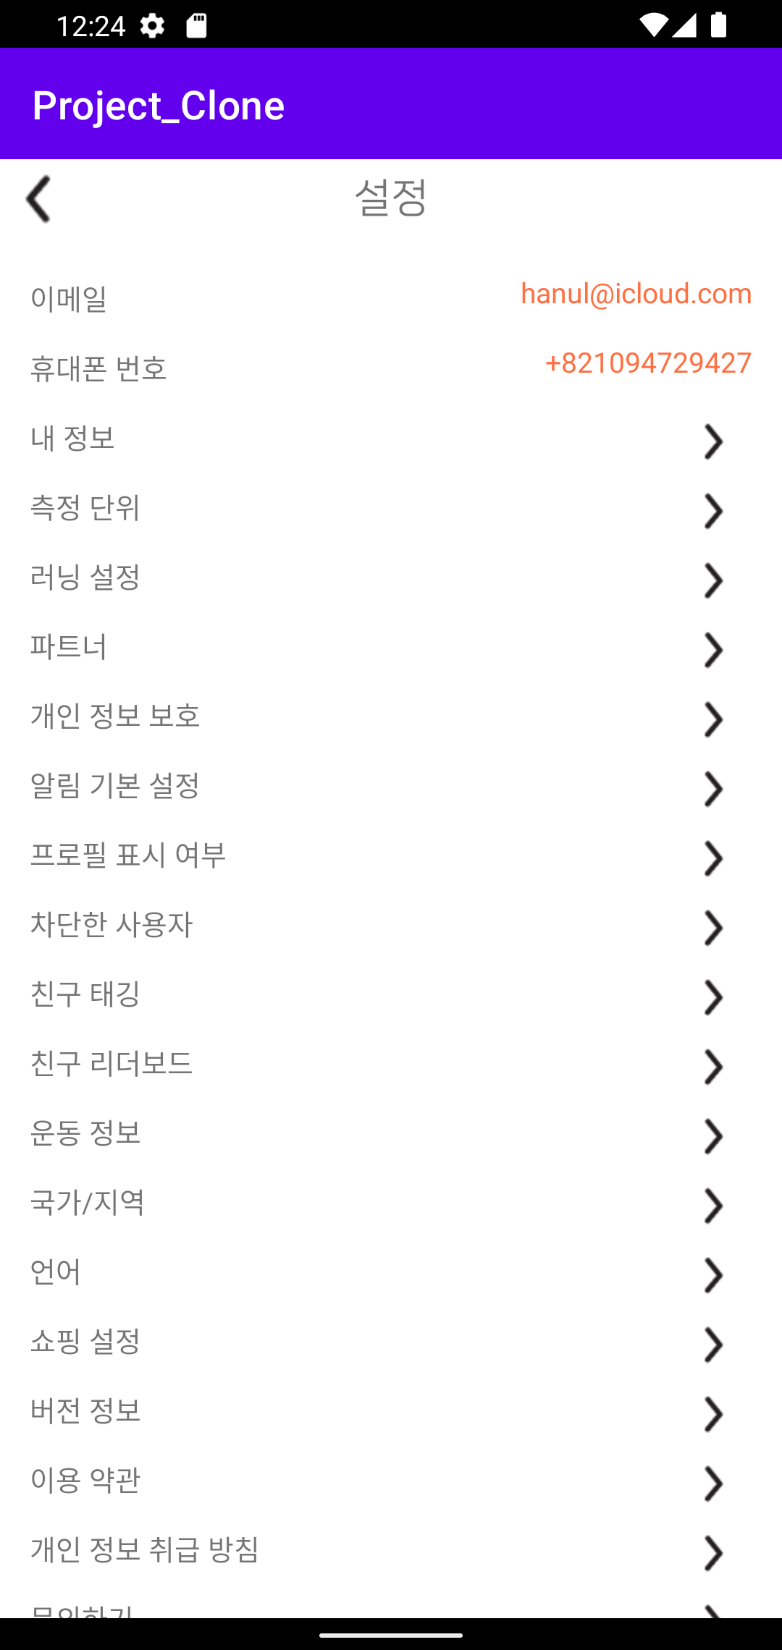 12:24
Project_Clone
설정
이메일 hanul@icloud.com
휴대폰 번호 +821094729427
내 정보
측정 단위
러닝 설정
파트너
개인 정보 보호
알림 기본 설정
프로필 표시 여부
차단한 사용자
친구 태깅
친구 리더보드
운동 정보
국가/지역
언어
쇼핑 설정
버전 정보
이용 약관
개인 정보 취급 방침
문의하기